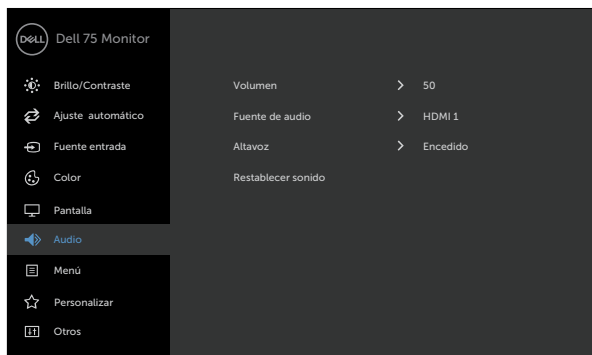 DELL Dell 75 Monitor
Brillo/Contraste
Volumen 50
Ajuste automático
Fuente de audio HDMI 1
Fuente entrada
Altavoz Encedido
Color
Restablecer sonido
Pantalla
Audio
Menú
Personalizar
Otros